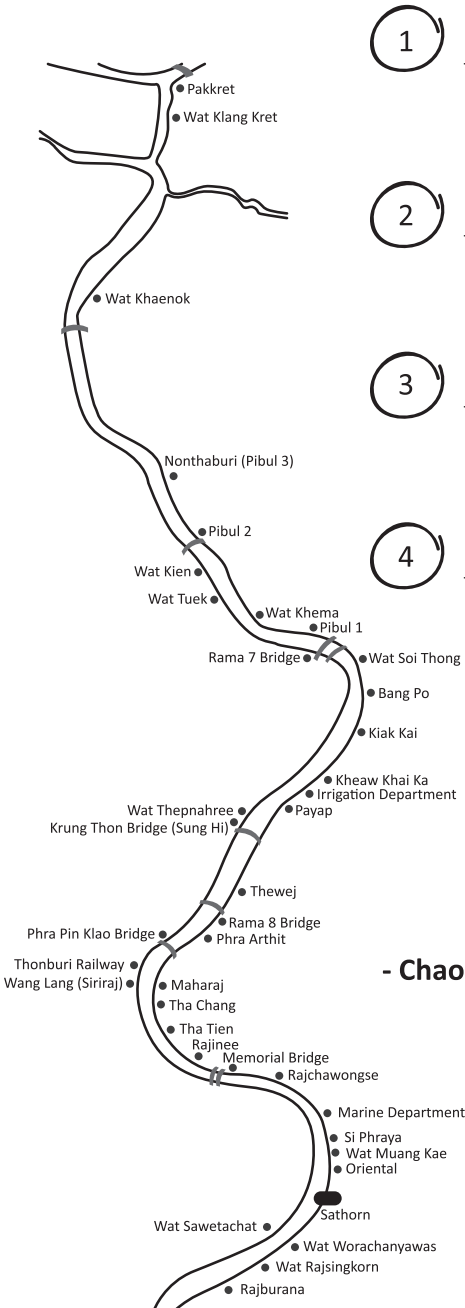 1
Pakkret
Wat Klang Kret
2
Wat Khaenok
3
Nonthaburi (Pibul 3)
Pibul 2
4
Wat Kien
Wat Tuek
Wat Khema
Pibul 1
Rama 7 Bridge
Wat Soi Thong
Bang Po
Kiak Kai
Kheaw Khai Ka
Irrigation Department
Payap
Wat Thepnahree
Krung Thon Bridge (Sung Hi)
Thewej
Rama 8 Bridge
Phra Pin Klao Bridge
Phra Arthit
Thonburi Railway
- Chao
Wang Lang (Siriraj)
Maharaj
Tha Chang
Tha Tien
Rajinee
Memorial Bridge
Rajchawongse
Marine Department
Si Phraya
Wat Muang Kae
Oriental
Sathorn
Wat Sawetachat
Wat Worachanyawas
Wat Rajsingkorn
Rajburana